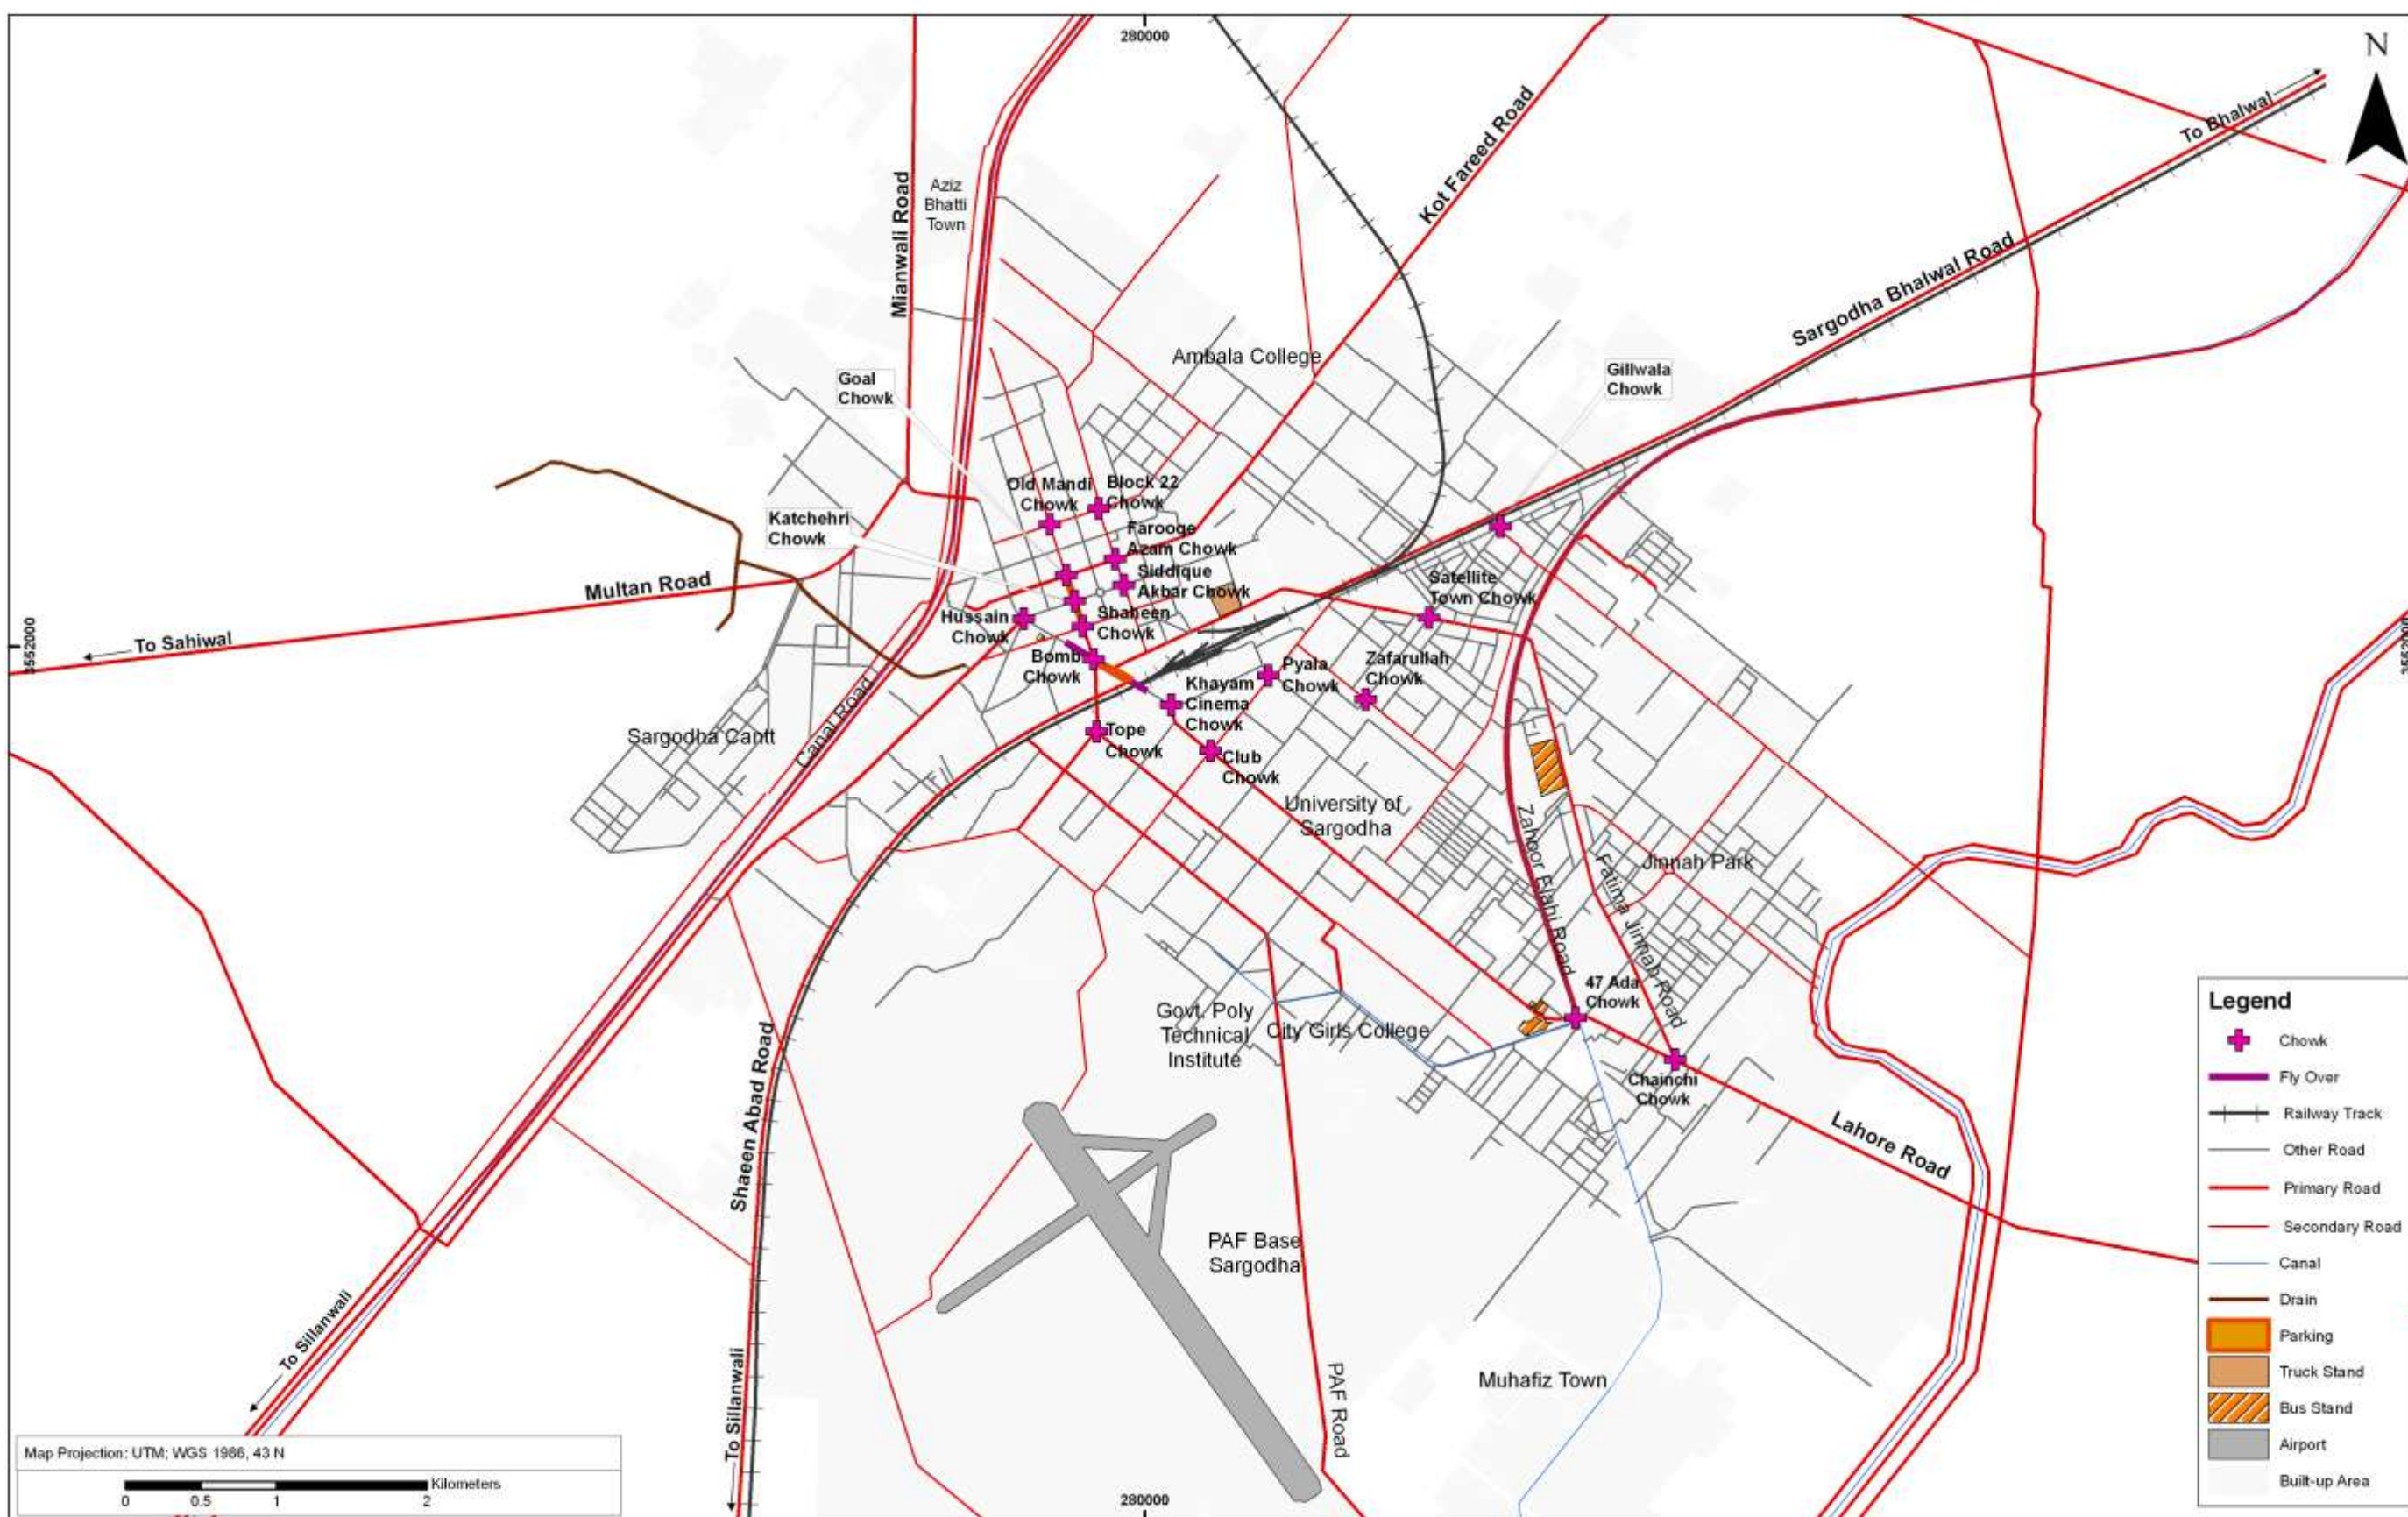 280000
N
To Bhalwal
Kot Fareed Road
Mianwali Road
Aziz
Bhatti
Town
Sargodha Bhalwal Road
Ambala College
Goal
Chowk
Gillwala
Chowk
Old Mandi
Chowk
Block 22
Chowk
Katchehri
Chowk
Farooqe
Azam Chowk
Siddique
Akbar Chowk
Multan Road
Satellite
Town Chowk
Hussain
Chowk
Shaheen
Chowk
To Sahiwal
3552000
Bomb
Chowk
Pyala
Chowk
Zafarullah
Chowk
Khayam
Cinema
Chowk
Sargodha Cantt
Canal Road
Tope
Chowk
Club
Chowk
University of
Sargodha
Zahoor Elahi Road
Jinnah Park
Fatima Jinnah Road
47 Ada
Chowk
Govt. Poly
Technical
Institute
City Girls College
Shaeen Abad Road
Chainchi
Chowk
Lahore Road
PAF Base
Sargodha
To Sillanwali
To Sillanwali
PAF Road
Muhafiz Town
Legend
Chowk
Fly Over
Railway Track
Other Road
Primary Road
Secondary Road
Canal
Drain
Parking
Truck Stand
Bus Stand
Airport
Built-up Area
Map Projection: UTM; WGS 1986, 43 N
Kilometers
0 0.5 1 2
280000